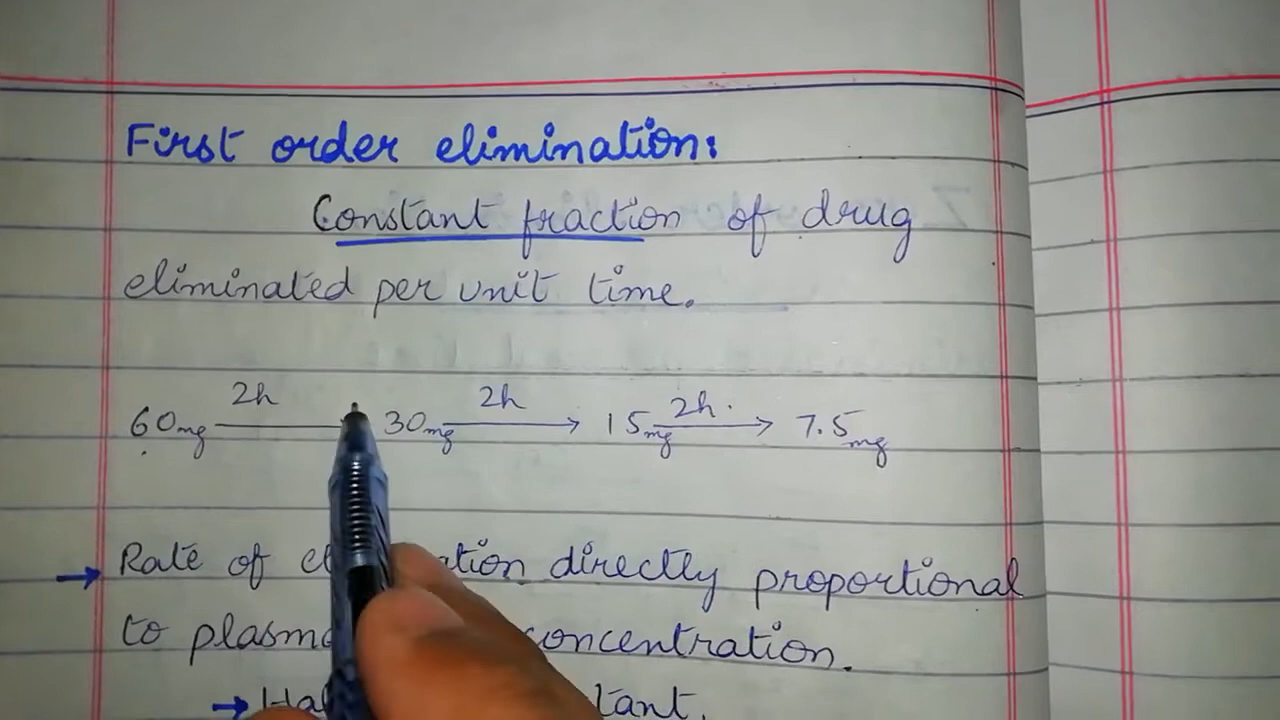 First order elimination:
Constant fraction of drug
eliminated per unit time.
2h 2h 2h.
60mg → 30mg → 15mg → 7.5mg
→ Rate of directly proportional
to concentration.
→